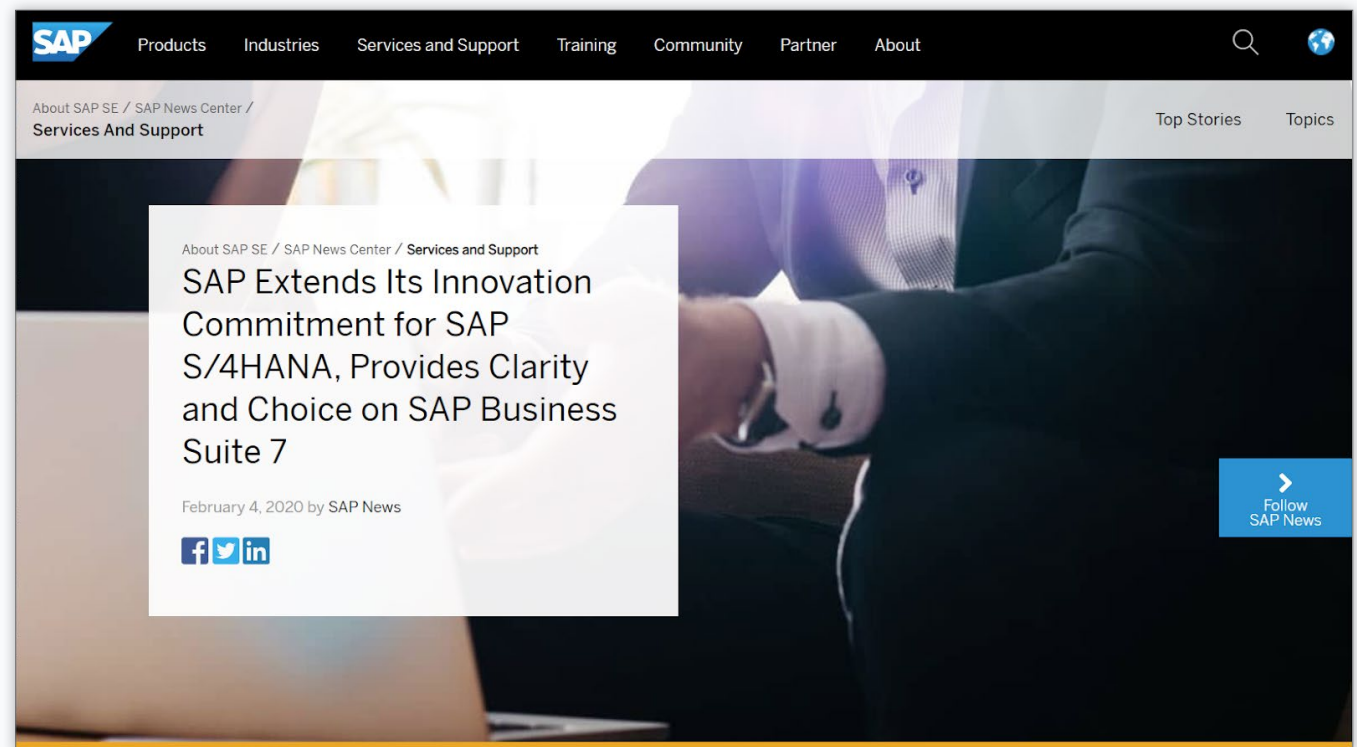 SAP Products Industries Services and Support Training Community Partner About
About SAP SE / SAP News Center /
Services And Support
Top Stories Topics
About SAP SE / SAP News Center / Services and Support
SAP Extends Its Innovation
Commitment for SAP
S/4HANA, Provides Clarity
and Choice on SAP Business
Suite 7
February 4, 2020 by SAP News
f in
Follow
SAP News